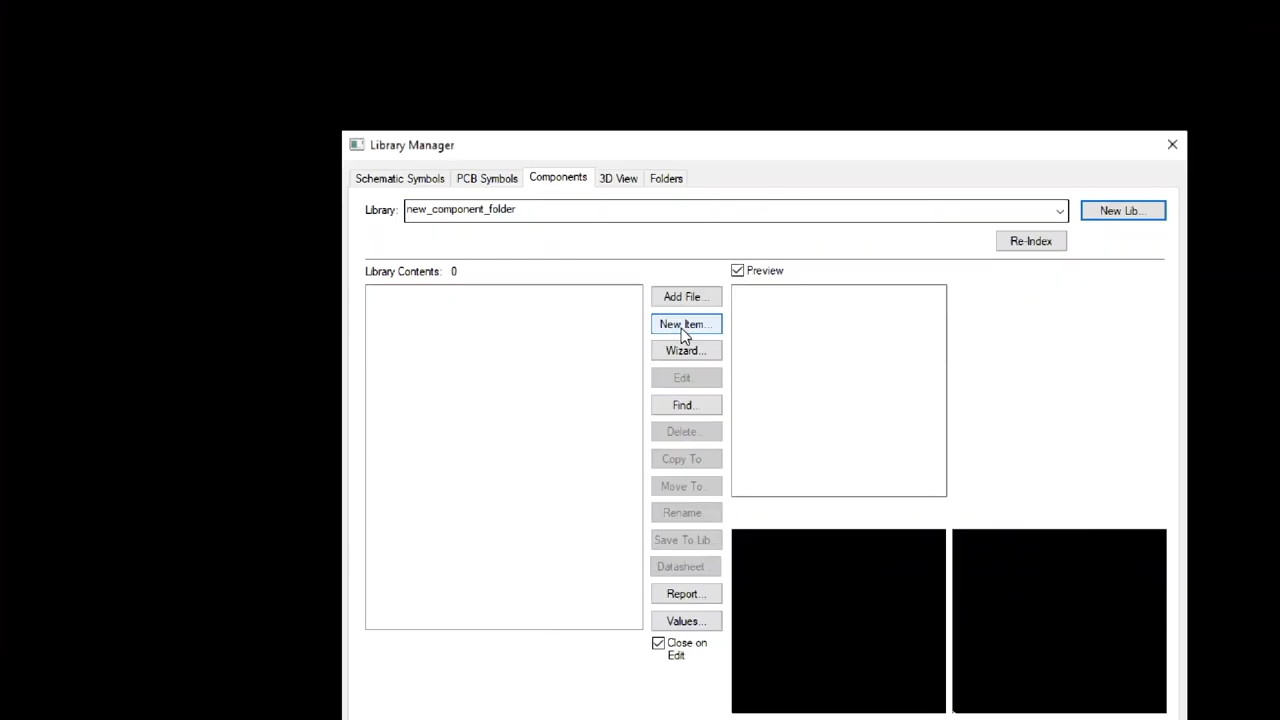 Library Manager
Schematic Symbols PCB Symbols Components 3D View Folders
Library: new_component_folder New Lib...
Re-Index
Library Contents: 0 Preview
Add File...
New Item...
Wizard...
Edit
Find...
Delete...
Copy To
Move To..
Rename
Save To Lib..
Datasheet..
Report...
Values...
Close on
Edit